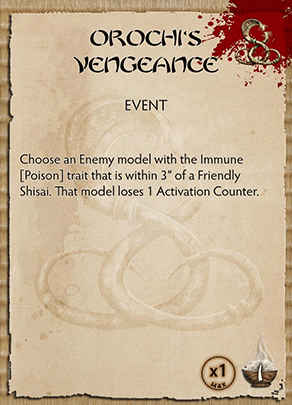 OROCHI'S
VENGEANCE
EVENT
Choose an Enemy model with the Immune
[Poison] trait that is within 3" of a Friendly
Shisai. That model loses 1 Activation Counter.
x1
Max
1